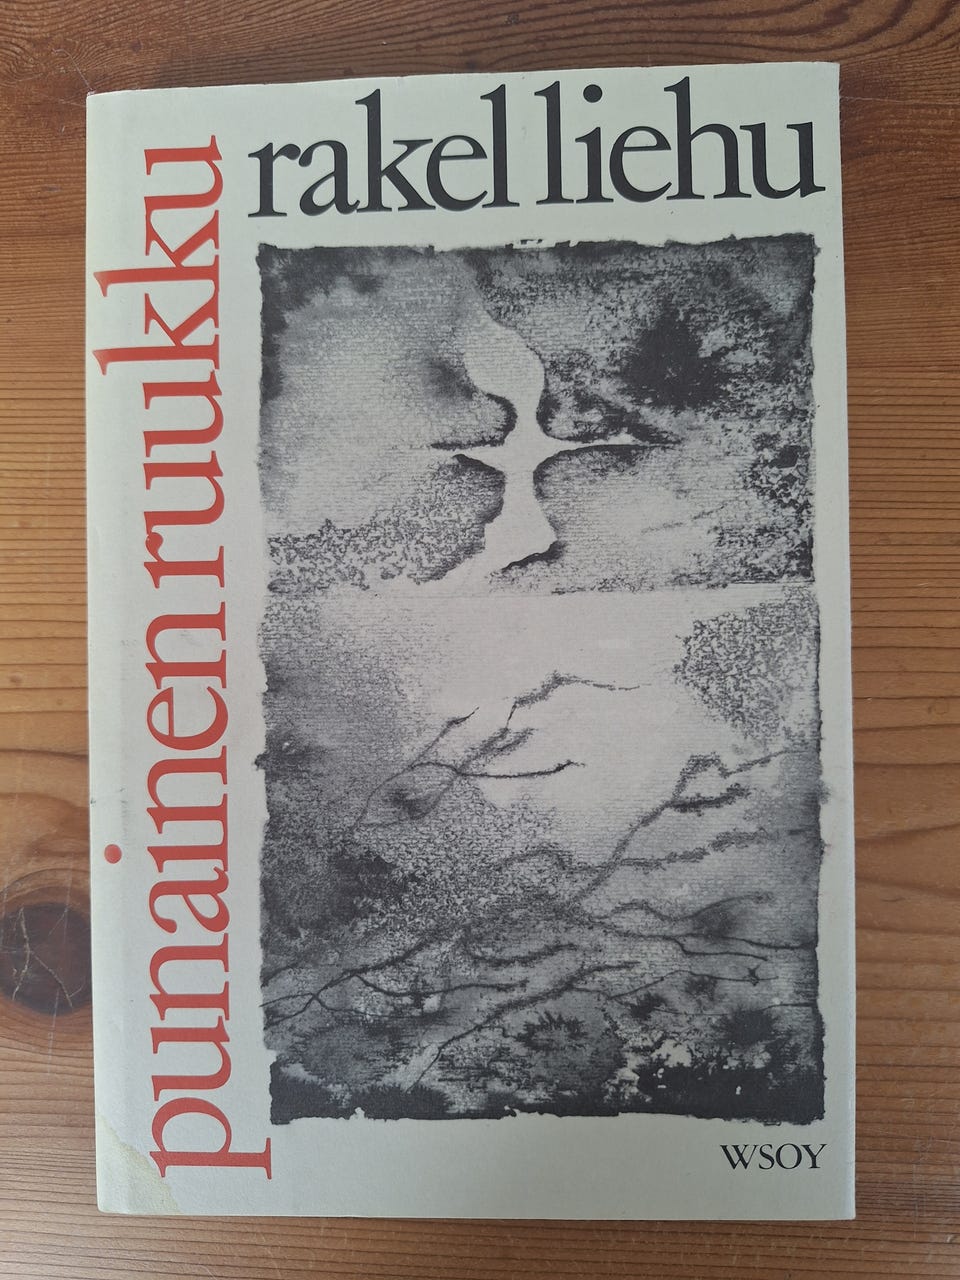 rakel liehu
punainen ruukku
WSOY